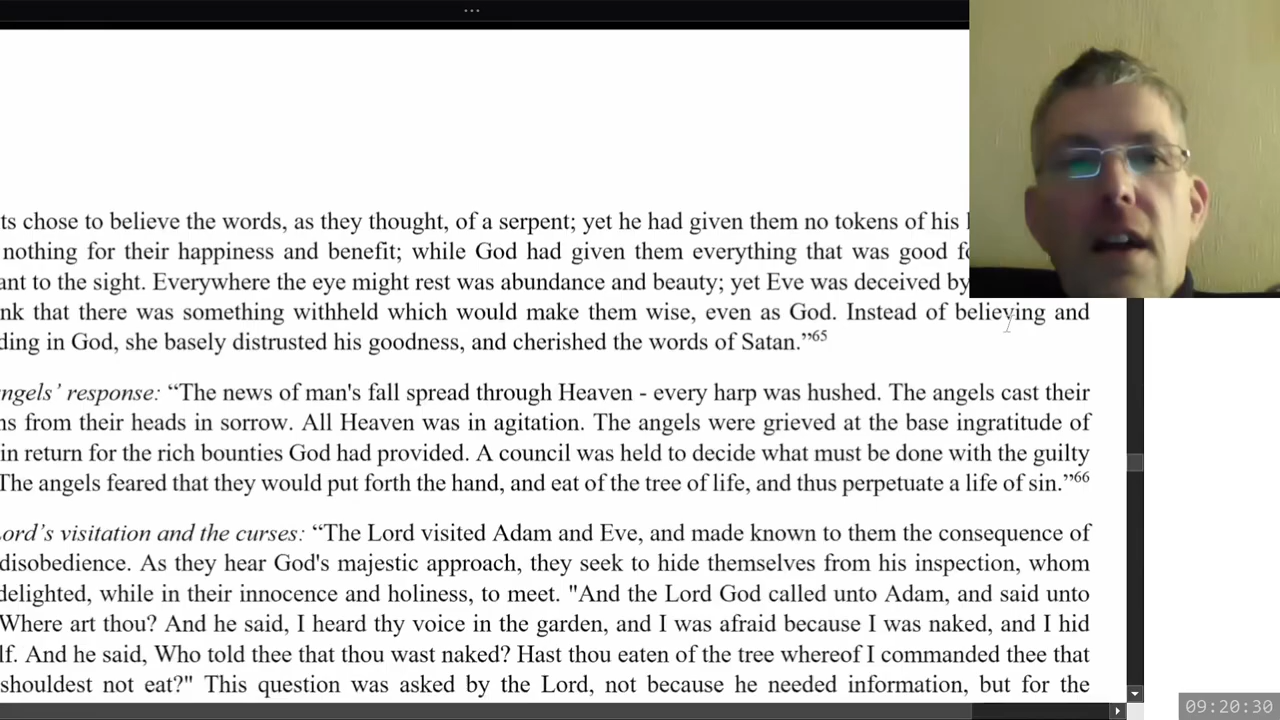 ts chose to believe the words, as they thought, of a serpent; yet he had given them no tokens of his
nothing for their happiness and benefit; while God had given them everything that was good
ant to the sight. Everywhere the eye might rest was abundance and beauty; yet Eve was deceived by
nk that there was something withheld which would make them wise, even as God. Instead of believing and
ding in God, she basely distrusted his goodness, and cherished the words of Satan.”65
ngels’ response: “The news of man's fall spread through Heaven - every harp was hushed. The angels cast their
ns from their heads in sorrow. All Heaven was in agitation. The angels were grieved at the base ingratitude of
in return for the rich bounties God had provided. A council was held to decide what must be done with the guilty
The angels feared that they would put forth the hand, and eat of the tree of life, and thus perpetuate a life of sin.”66
ord’s visitation and the curses: “The Lord visited Adam and Eve, and made known to them the consequence of
disobedience. As they hear God's majestic approach, they seek to hide themselves from his inspection, whom
delighted, while in their innocence and holiness, to meet. "And the Lord God called unto Adam, and said unto
Where art thou? And he said, I heard thy voice in the garden, and I was afraid because I was naked, and I hid
lf. And he said, Who told thee that thou wast naked? Hast thou eaten of the tree whereof I commanded thee that
shouldest not eat?" This question was asked by the Lord, not because he needed information, but for the
09:20:30